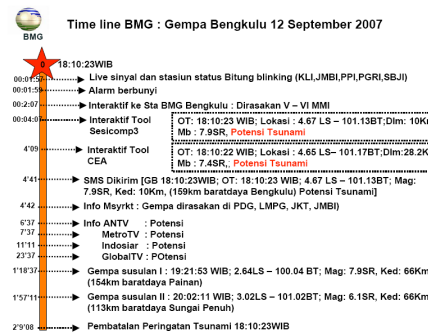 Time line BMG : Gempa Bengkulu 12 September 2007
BMG
0 18:10:23WIB
00:01:57 Live sinyal dan stasiun status Bitung blinking (KLI,JMBI,PPI,PGRI,SBJI)
00:01:59 Alarm berbunyi
00:2:07 Interaktif ke Sta BMG Bengkulu : Dirasakan V – VI MMI
00:04:07 Interaktif Tool Sesicomp3
OT: 18:10:23 WIB; Lokasi : 4.67 LS – 101.13BT;Dlm: 10Km
Mb : 7.9SR, Potensi Tsunami
4'09 Interaktif Tool CEA
OT: 18:10:22 WIB; Lokasi : 4.65 LS– 101.17BT;Dlm:28.2K
Mb : 7.4SR,; Potensi Tsunami
4'41 SMS Dikirim [GB 18:10:23WIB; OT: 18:10:23 WIB; 4.67 LS – 101.13BT; Mag:
7.9SR, Ked: 10Km, (159km baratdaya Bengkulu) Potensi Tsunami]
4'42 Info Msyrkt : Gempa dirasakan di PDG, LMPG, JKT, JMBI)
6'37 Info ANTV : Potensi
7'37 MetroTV : Potensi
11'11 Indosiar : Potensi
23'37 GlobalTV : POtensi
1'18'37 Gempa susulan I : 19:21:53 WIB; 2.64LS – 100.04 BT; Mag: 7.9SR, Ked: 66Km
(154km baratdaya Painan)
1'57'11 Gempa susulan II : 20:02:11 WIB; 3.02LS – 101.02BT; Mag: 6.1SR, Ked: 66Km
(113km baratdaya Sungai Penuh)
2'9'08 Pembatalan Peringatan Tsunami 18:10:23WIB